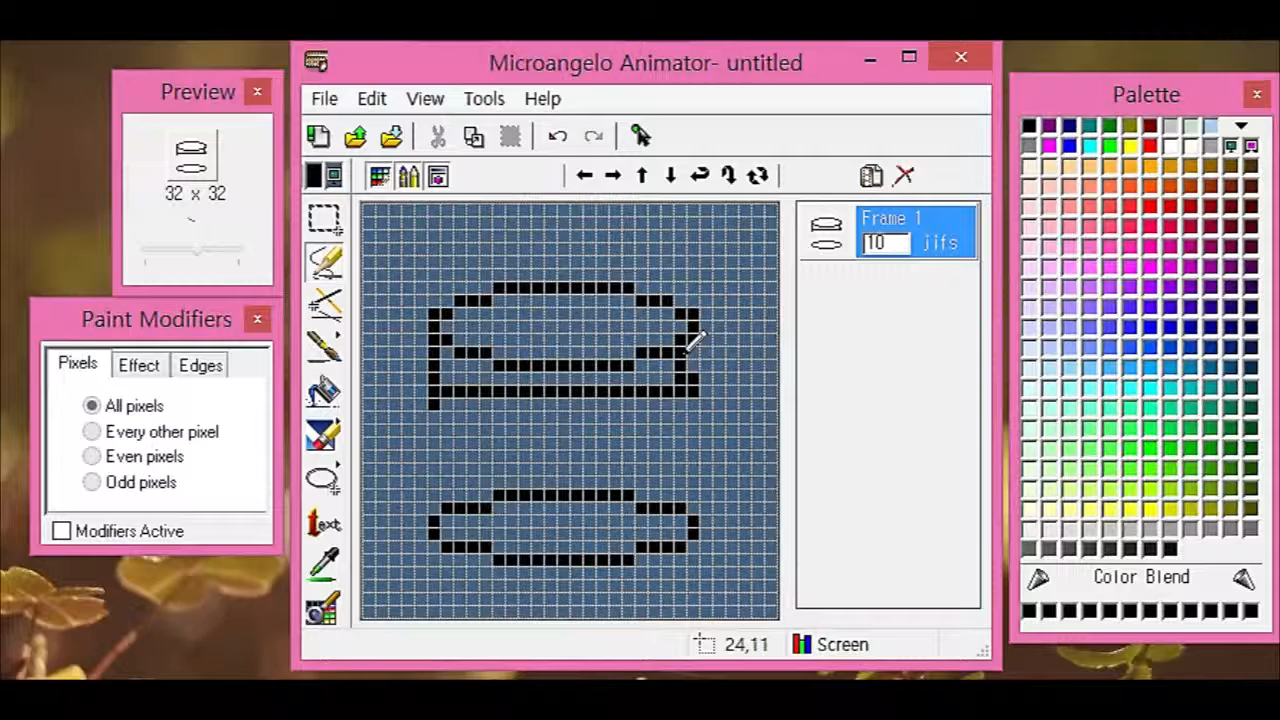 Microangelo Animator- untitled
Preview
32 x 32
Paint Modifiers
Pixels
Effect
Edges
All pixels
Every other pixel
Even pixels
Odd pixels
Modifiers Active
File Edit View Tools Help
text
Frame 1
10 jifs
24,11
Screen
Palette
Color Blend